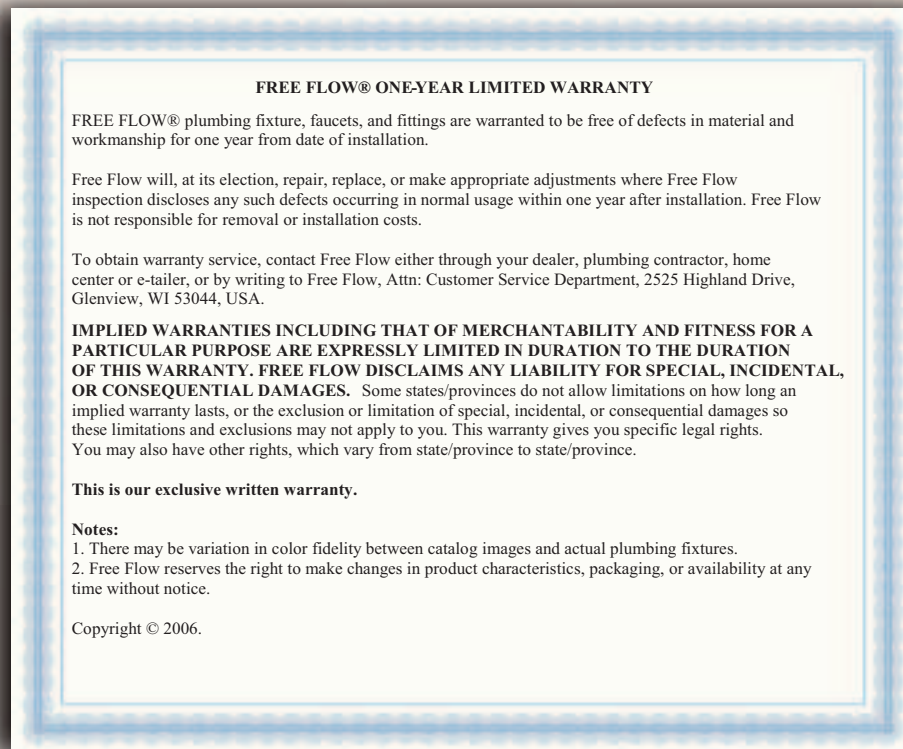 FREE FLOW® ONE-YEAR LIMITED WARRANTY
FREE FLOW® plumbing fixture, faucets, and fittings are warranted to be free of defects in material and
workmanship for one year from date of installation.
Free Flow will, at its election, repair, replace, or make appropriate adjustments where Free Flow
inspection discloses any such defects occurring in normal usage within one year after installation. Free Flow
is not responsible for removal or installation costs.
To obtain warranty service, contact Free Flow either through your dealer, plumbing contractor, home
center or e-tailer, or by writing to Free Flow, Attn: Customer Service Department, 2525 Highland Drive,
Glenview, WI 53044, USA.
IMPLIED WARRANTIES INCLUDING THAT OF MERCHANTABILITY AND FITNESS FOR A
PARTICULAR PURPOSE ARE EXPRESSLY LIMITED IN DURATION TO THE DURATION
OF THIS WARRANTY. FREE FLOW DISCLAIMS ANY LIABILITY FOR SPECIAL, INCIDENTAL,
OR CONSEQUENTIAL DAMAGES. Some states/provinces do not allow limitations on how long an
implied warranty lasts, or the exclusion or limitation of special, incidental, or consequential damages so
these limitations and exclusions may not apply to you. This warranty gives you specific legal rights.
You may also have other rights, which vary from state/province to state/province.
This is our exclusive written warranty.
Notes:
1. There may be variation in color fidelity between catalog images and actual plumbing fixtures.
2. Free Flow reserves the right to make changes in product characteristics, packaging, or availability at any
time without notice.
Copyright © 2006.